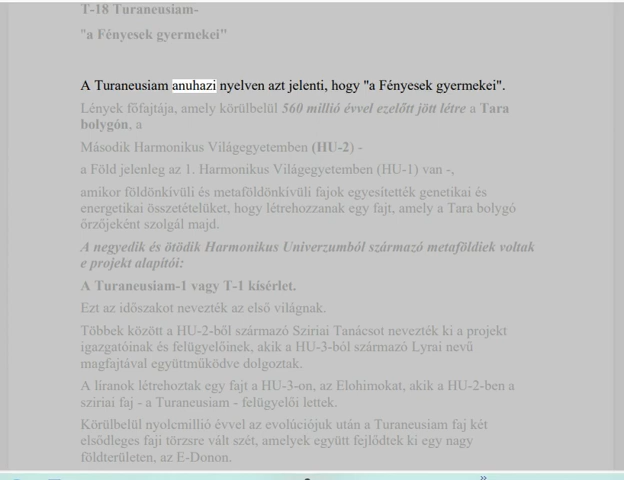 T-18 Turaneusiam-
"a Fényesek gyermekei"
A Turaneusiam anuhazi nyelven azt jelenti, hogy "a Fényesek gyermekei".
Lények főfajtája, amely körülbelül 560 millió évvel ezelőtt jött létre a Tara
bolygón, a
Második Harmonikus Világegyetemben (HU-2) -
a Föld jelenleg az 1. Harmonikus Világegyetemben (HU-1) van -,
amikor földönkívüli és metaföldönkívüli fajok egyesítették genetikai és
energetikai összetételüket, hogy létrehozzanak egy fajt, amely a Tara bolygó
őrzőjeként szolgál majd.
A negyedik és ötödik Harmonikus Univerzumból származó metaföldiek voltak
e projekt alapítói:
A Turaneusiam-1 vagy T-1 kísérlet.
Ezt az időszakot nevezték az első világnak.
Többek között a HU-2-ből származó Szíriai Tanácsot nevezték ki a projekt
igazgatóinak és felügyelőinek, akik a HU-3-ból származó Lyrai nevű
magfajtával együttműködve dolgoztak.
A líranok létrehoztak egy fajt a HU-3-on, az Elohimokat, akik a HU-2-ben a
szíriai faj - a Turaneusiam - felügyelői lettek.
Körülbelül nyolcmillió évvel az evolúciójuk után a Turaneusiam faj két
elsődleges faji törzsre vált szét, amelyek együtt fejlődtek ki egy nagy
földterületen, az E-Donon.